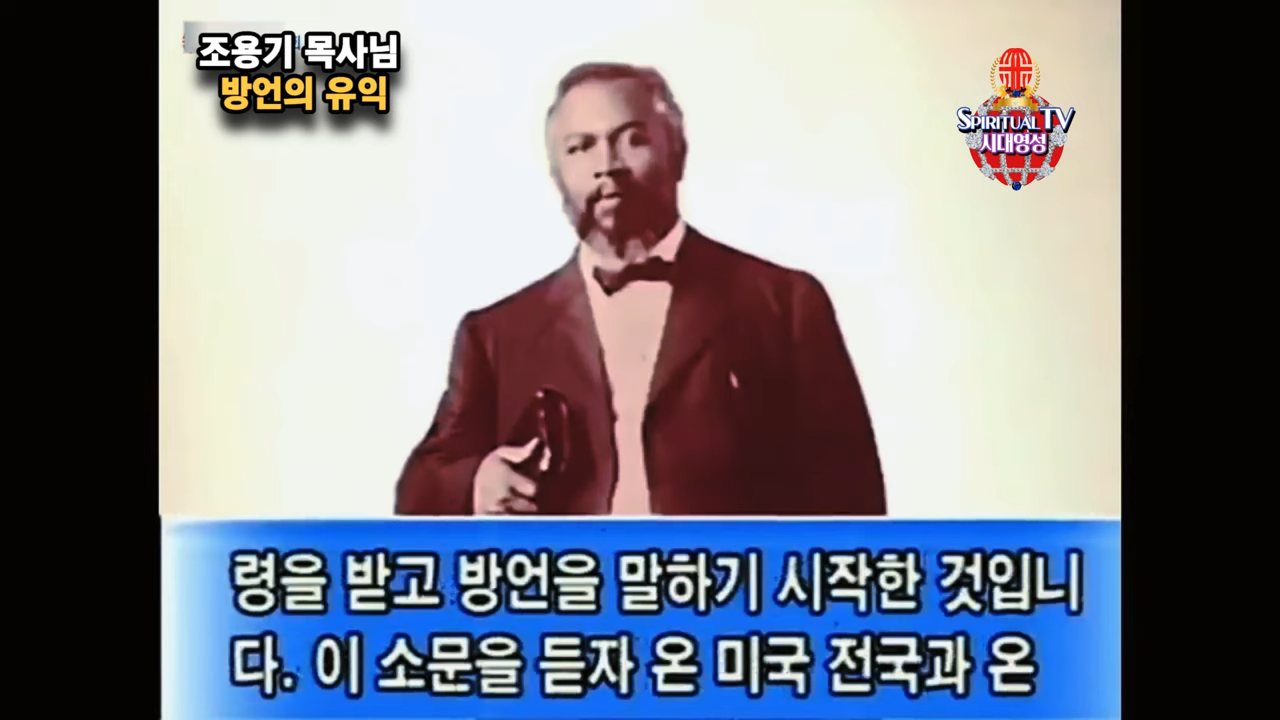 조용기 목사님
방언의 유익
SPIRITUAL TV
시대영성
령을 받고 방언을 말하기 시작한 것입니
다. 이 소문을 듣자 온 미국 전국과 온